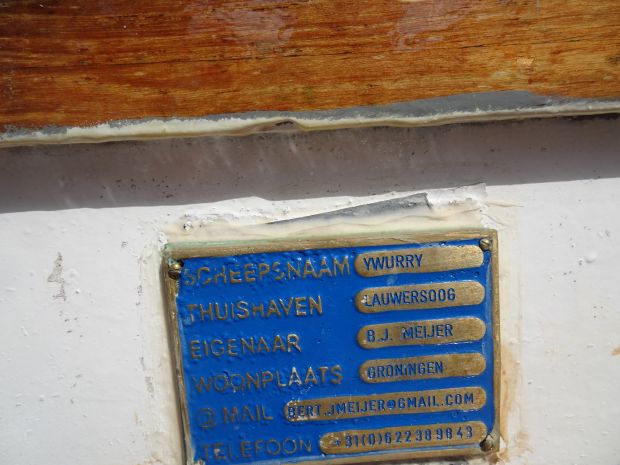 SCHEEPSNAAM YWURRY
THUISHAVEN LAUWERSOOG
EIGENAAR B.J. MEIJER
WOONPLAATS GRONINGEN
@ MAIL BERT.JMEIJER@GMAIL.COM
TELEFOON +31(0)622389843